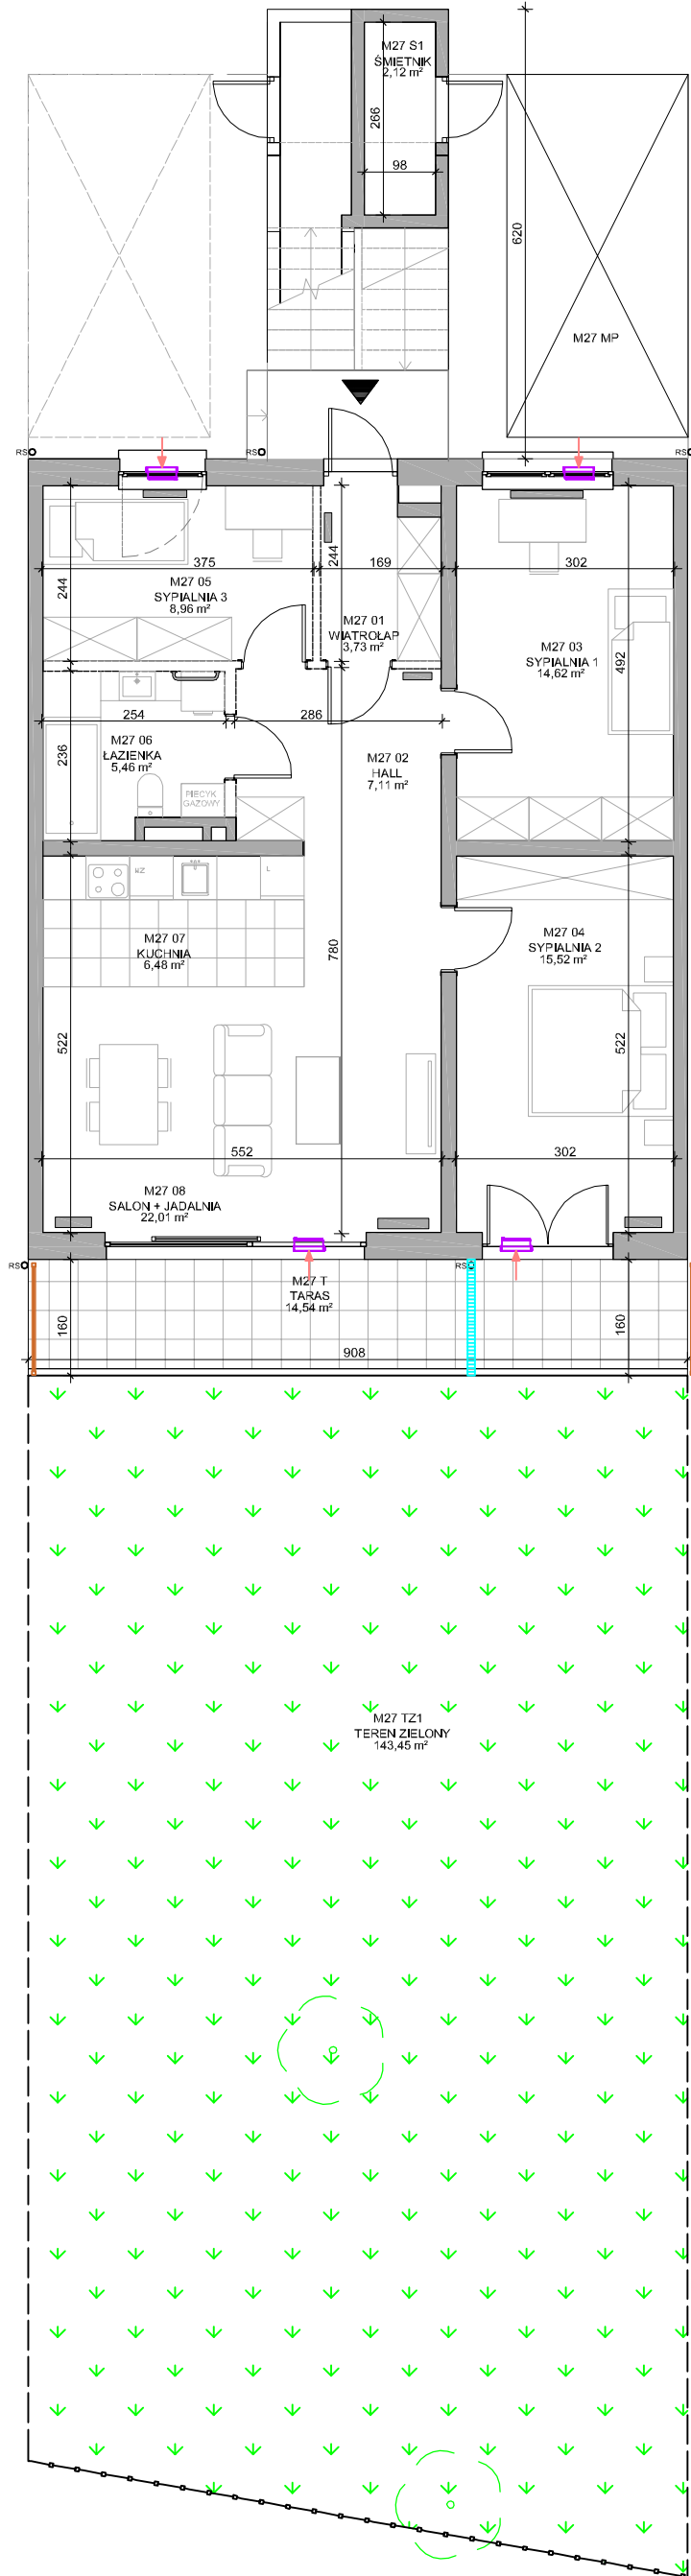 M27 S1
ŚMIETNIK
2,12 m²
266
98
620
M27 MP
RS
RS
RS
375
244
169
302
244
M27 05
SYPIALNIA 3
8,96 m²
M27 01
WIATROŁAP
3,73 m²
M27 03
SYPIALNIA 1
14,62 m²
492
254
286
236
M27 06
ŁAZIENKA
5,46 m²
M27 02
HALL
7,11 m²
PIECYK
GAZOWY
L
M27 07
KUCHNIA
6,48 m²
780
M27 04
SYPIALNIA 2
15,52 m²
522
522
552
302
M27 08
SALON + JADALNIA
22,01 m²
RS
RS
M27 T
TARAS
14,54 m²
160
160
908
M27 TZ1
TEREN ZIELONY
143,45 m²